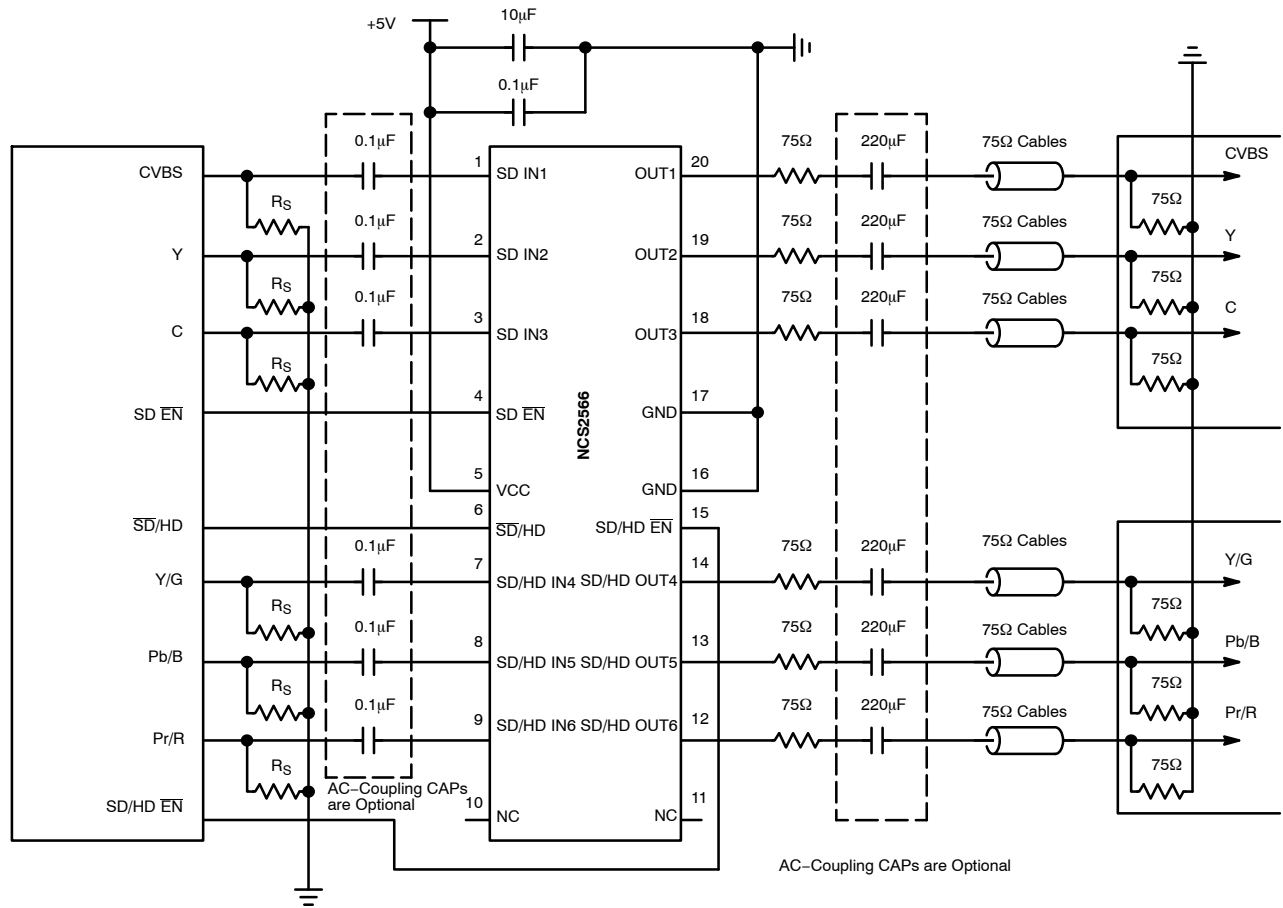 +5V
10μF
0.1μF
0.1μF
75Ω
220μF
75Ω Cables
CVBS
CVBS
1
SD IN1
OUT1
20
RS
75Ω
0.1μF
75Ω
220μF
75Ω Cables
Y
Y
2
SD IN2
OUT2
19
RS
75Ω
0.1μF
75Ω
220μF
75Ω Cables
C
C
3
SD IN3
OUT3
18
RS
75Ω
SD EN
4
SD EN
GND
17
NCS2566
5
VCC
GND
16
SD/HD
6
SD/HD
SD/HD EN
15
0.1μF
75Ω
220μF
75Ω Cables
Y/G
Y/G
7
SD/HD IN4
SD/HD OUT4
14
RS
75Ω
0.1μF
75Ω
220μF
75Ω Cables
Pb/B
Pb/B
8
SD/HD IN5
SD/HD OUT5
13
RS
75Ω
0.1μF
75Ω
220μF
75Ω Cables
Pr/R
Pr/R
9
SD/HD IN6
SD/HD OUT6
12
RS
75Ω
AC−Coupling CAPs
are Optional
SD/HD EN
10
NC
NC
11
AC−Coupling CAPs are Optional